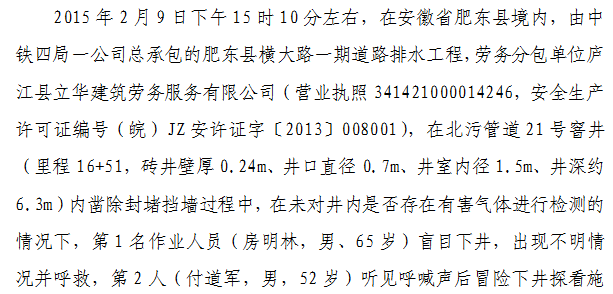 2015 年 2 月 9 日下午 15 时 10 分左右，在安徽省肥东县境内，由中
铁四局一公司总承包的肥东县横大路一期道路排水工程，劳务分包单位庐
江县立华建筑劳务服务有限公司（营业执照 341421000014246，安全生产
许可证编号（皖）JZ 安许证字〔2013〕008001），在北污管道 21 号窨井
（里程 16+51，砖井壁厚 0.24m、井口直径 0.7m、井室内径 1.5m、井深约
6.3m）内凿除封堵挡墙过程中，在未对井内是否存在有害气体进行检测的
情况下，第 1 名作业人员（房明林，男、65 岁）盲目下井，出现不明情
况并呼救，第 2 人（付道军，男，52 岁）听见呼喊声后冒险下井探看施